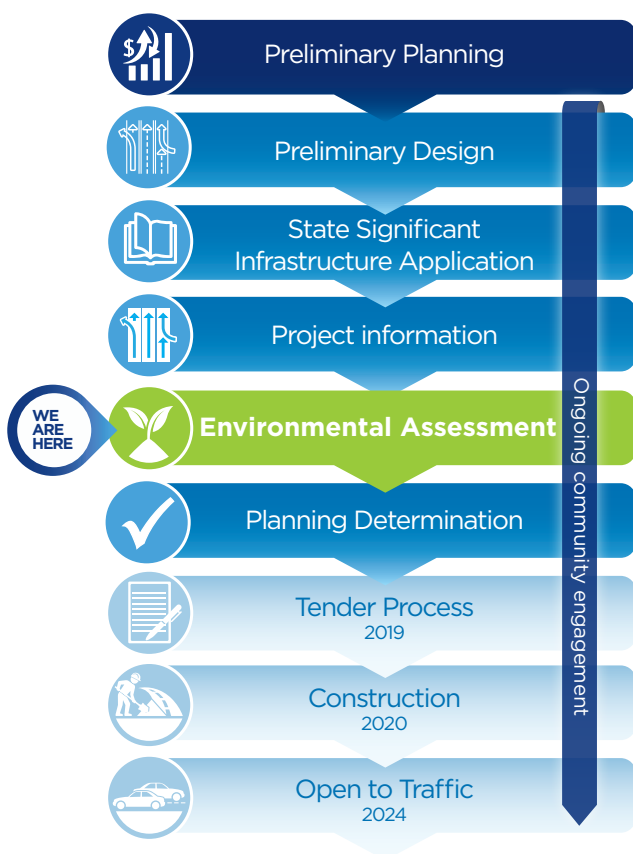 $
Preliminary Planning
Preliminary Design
State Significant
Infrastructure Application
Project information
WE
ARE
HERE
Environmental Assessment
Planning Determination
Tender Process
2019
Construction
2020
Open to Traffic
2024
Ongoing community engagement